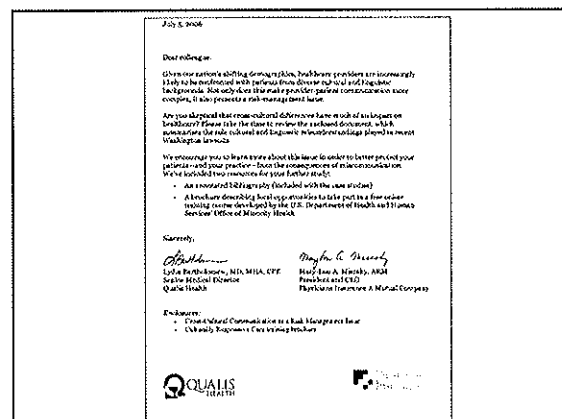 July 5, 2006
Dear colleague:
Given our nation's shifting demographics, healthcare providers are increasingly
likely to be confronted with patients from diverse cultural and linguistic
backgrounds. Not only does this make provider-patient communication more
complex, it also presents a risk-management issue.
Are you skeptical that cross-cultural differences have much of an impact on
healthcare? Please take the time to review the enclosed document, which
summarizes the role cultural and linguistic misunderstandings played in recent
Washington lawsuits.
We encourage you to learn more about this issue in order to better protect your
patients—and your practice—from the consequences of miscommunication.
We've included two resources for your further study:
• An annotated bibliography (included with the case studies)
• A brochure describing local opportunities to take part in a free online
training course developed by the U.S. Department of Health and Human
Services' Office of Minority Health
Sincerely,
Lydia Bartholomew, MD, MHA, CPE
Senior Medical Director
Qualis Health
Mary-Lou A. Misrahy, ARM
President and CEO
Physicians Insurance A Mutual Company
Enclosures:
• Cross-Cultural Communication as a Risk Management Issue
• Culturally Responsive Care training brochure
QUALIS
HEALTH